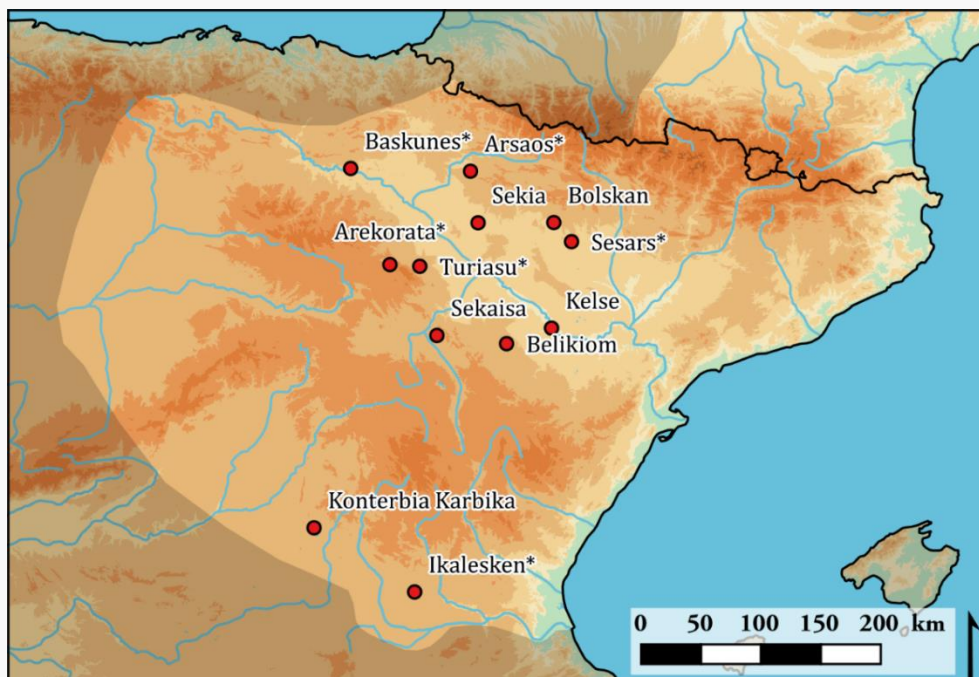 Baskunes*
Arsaos*
Sekia
Bolskan
Arekorata*
Sesars*
Turiasu*
Sekaisa
Kelse
Belikiom
Konterbia Karbika
Ikalesken*
0 50 100 150 200 km